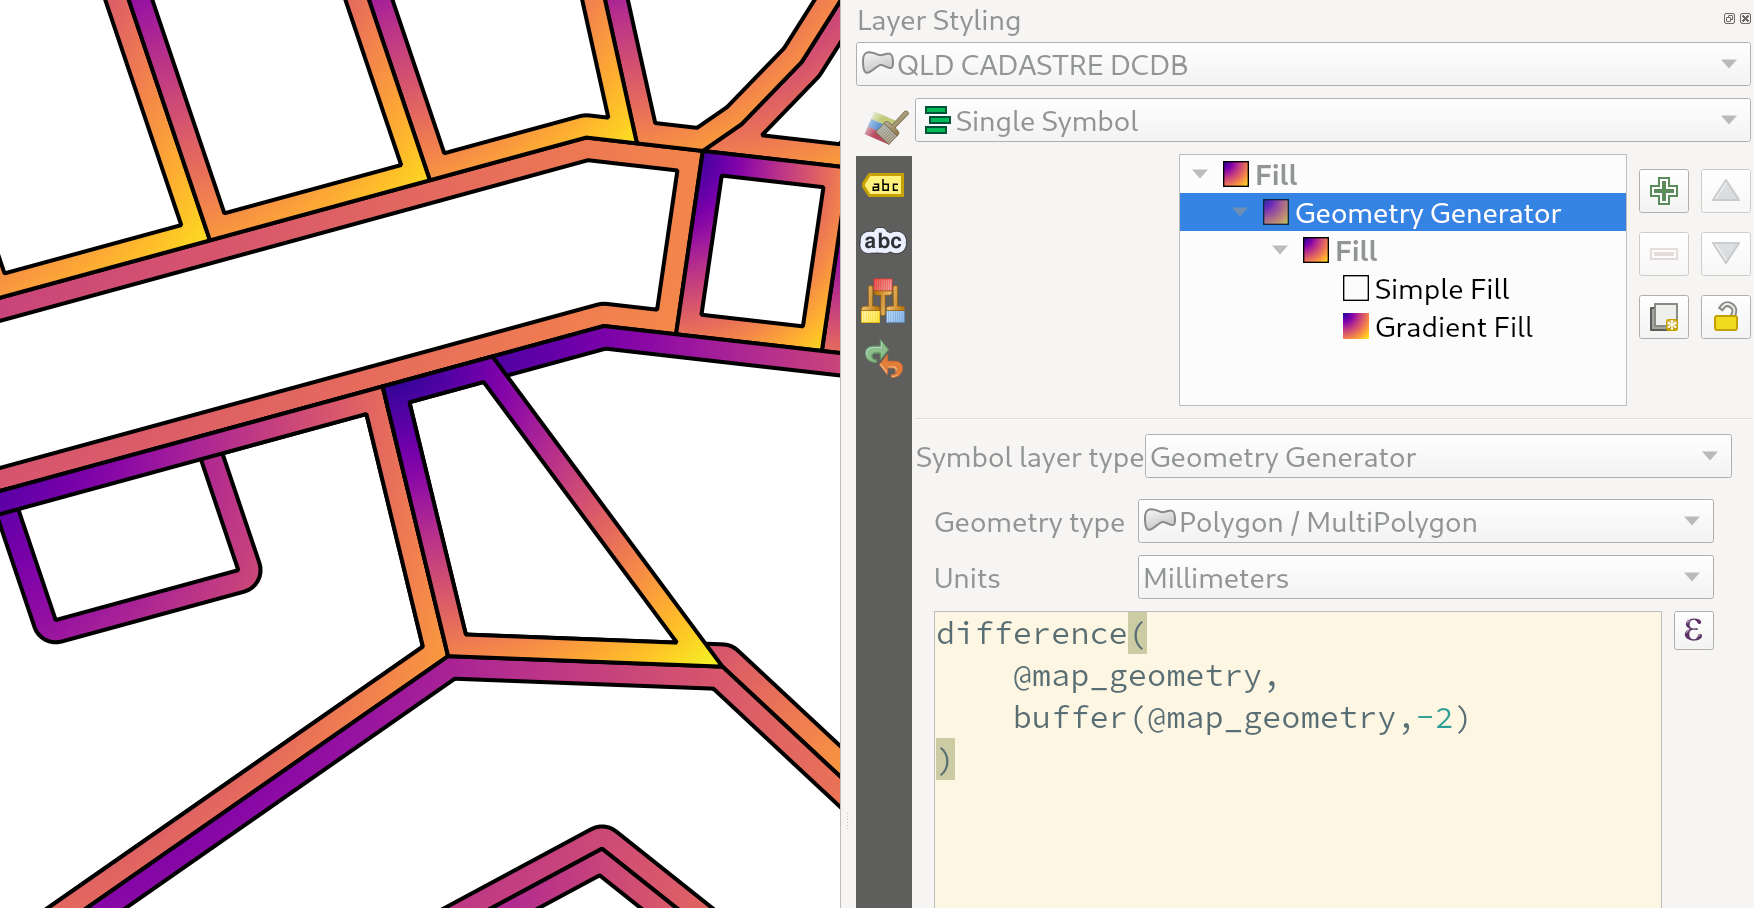 Layer Styling
QLD CADASTRE DCDB
Single Symbol
abc
abc
Fill
Geometry Generator
Fill
Simple Fill
Gradient Fill
Symbol layer type Geometry Generator
Geometry type Polygon / MultiPolygon
Units Millimeters
difference(
@map_geometry,
buffer(@map_geometry,-2)
)
ε